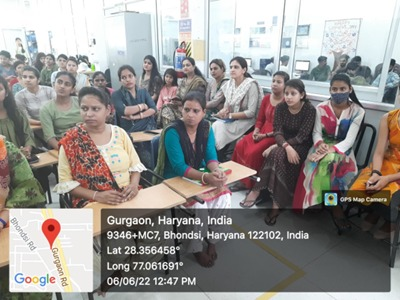 GPS Map Camera
Gurgaon, Haryana, India
9346+MC7, Bhondsi, Haryana 122102, India
Lat 28.356458°
Long 77.061691°
06/06/22 12:47 PM
Bhondsi Rd
Gurgaon Rd
Google